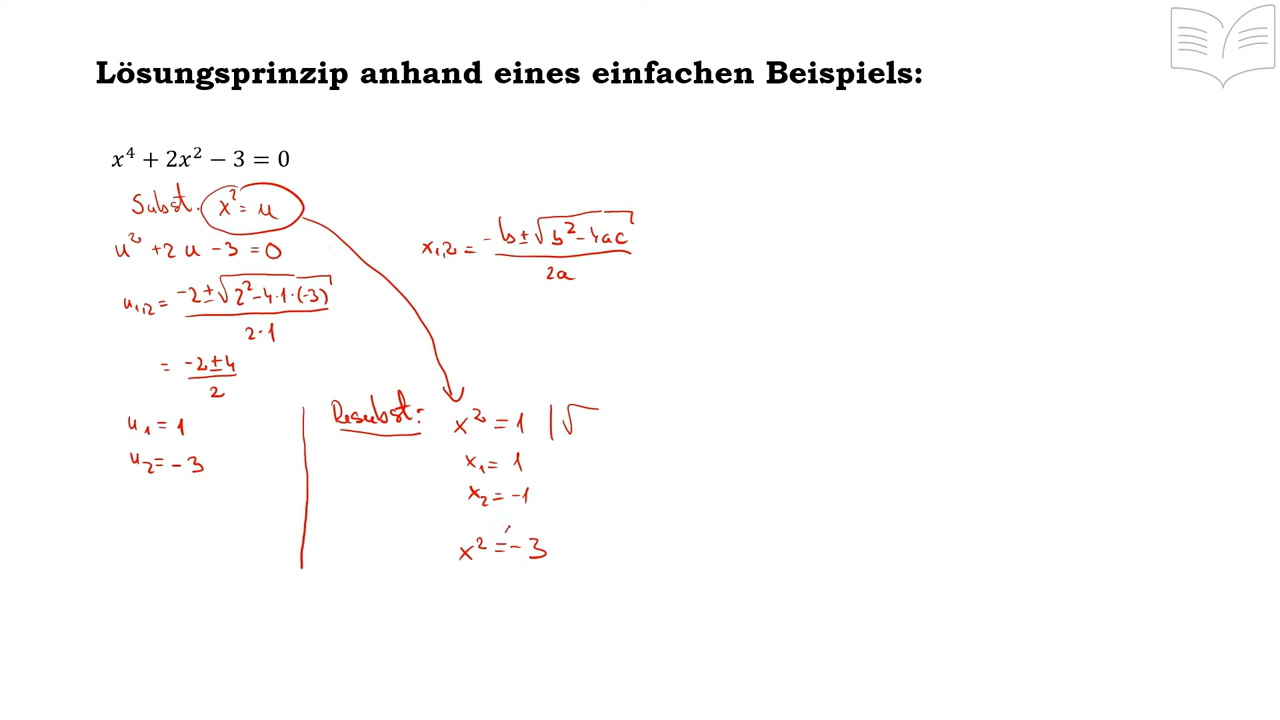 Lösungsprinzip anhand eines einfachen Beispiels:
x⁴ + 2x² − 3 = 0
Subst. x² = u
u² + 2u − 3 = 0
u₁,₂ = (−2 ± √(2² − 4·1·(−3))) / (2·1)
= (−2 ± 4) / 2
u₁ = 1
u₂ = −3
x₁,₂ = (−b ± √(b² − 4ac)) / (2a)
Resubst.: x² = 1 | √
x₁ = 1
x₂ = −1
x² = −3